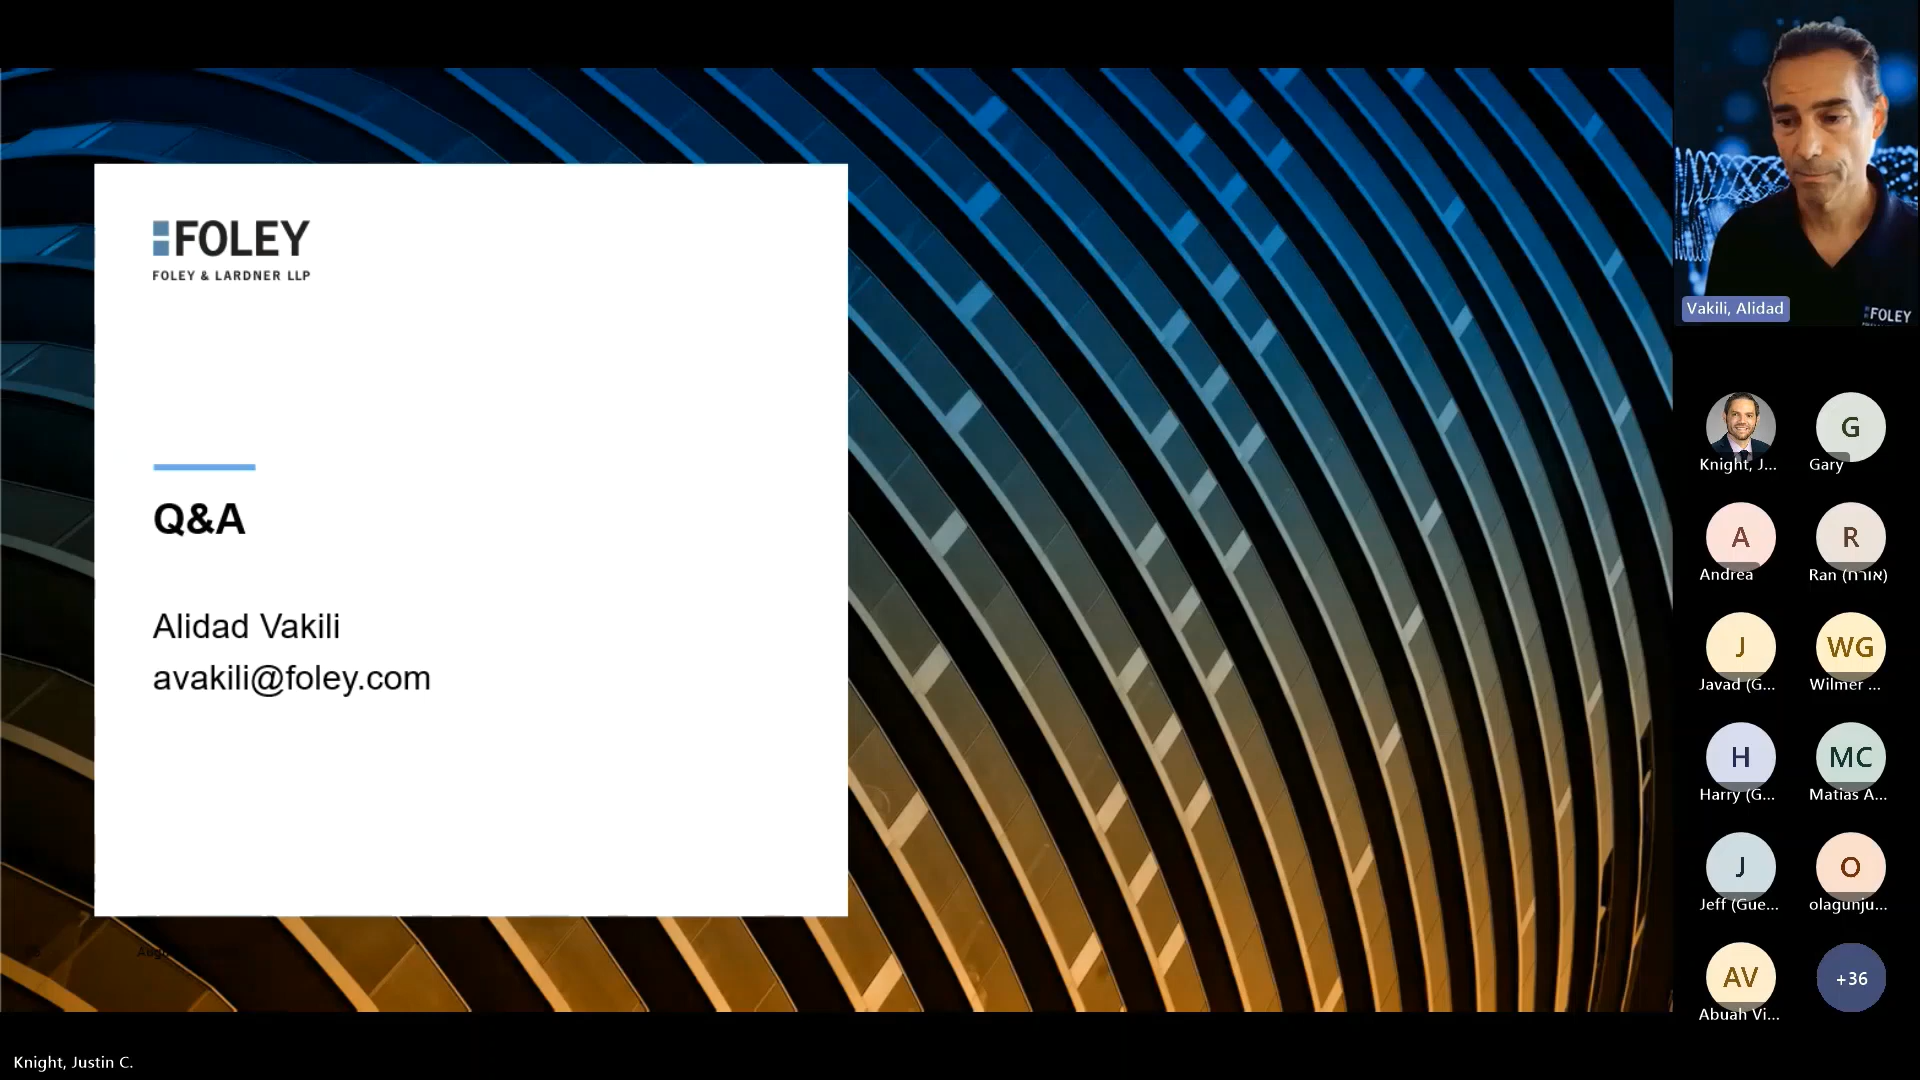 FOLEY
FOLEY & LARDNER LLP
Q&A
Alidad Vakili
avakili@foley.com
Vakili, Alidad
FOLEY
Knight, J...
G
Gary
A
Andrea
R
Ran (אורח)
J
Javad (G...
WG
Wilmer ...
H
Harry (G...
MC
Matias A...
J
Jeff (Gue...
O
olagunju...
AV
Abuah Vi...
+36
Knight, Justin C.